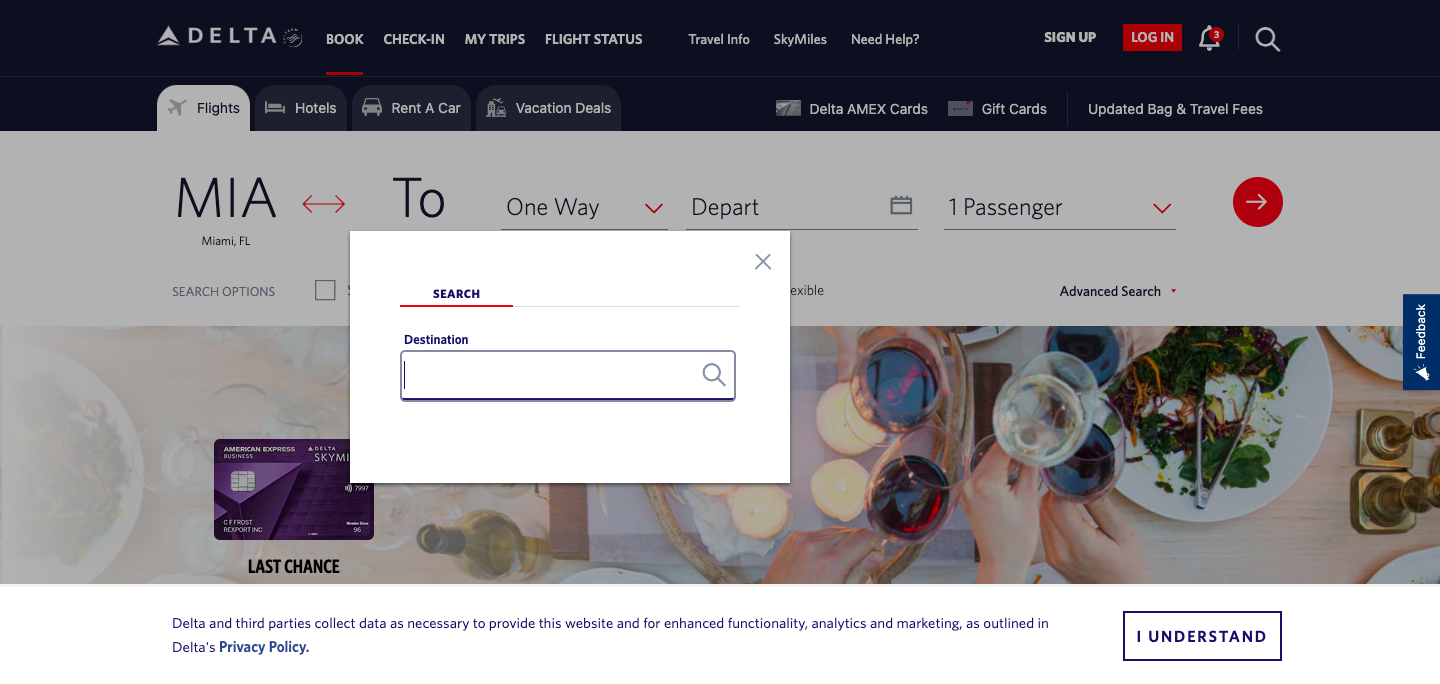 DELTA
BOOK
CHECK-IN
MY TRIPS
FLIGHT STATUS
Travel Info
SkyMiles
Need Help?
SIGN UP
LOG IN
3
Flights
Hotels
Rent A Car
Vacation Deals
Delta AMEX Cards
Gift Cards
Updated Bag & Travel Fees
MIA
Miami, FL
To
One Way
Depart
1 Passenger
SEARCH OPTIONS
Advanced Search
SEARCH
Destination
Feedback
AMERICAN EXPRESS
BUSINESS
DELTA
SKYMI
7997
C F FROST
REXPORT INC
96
LAST CHANCE
Delta and third parties collect data as necessary to provide this website and for enhanced functionality, analytics and marketing, as outlined in
Delta's Privacy Policy.
I UNDERSTAND